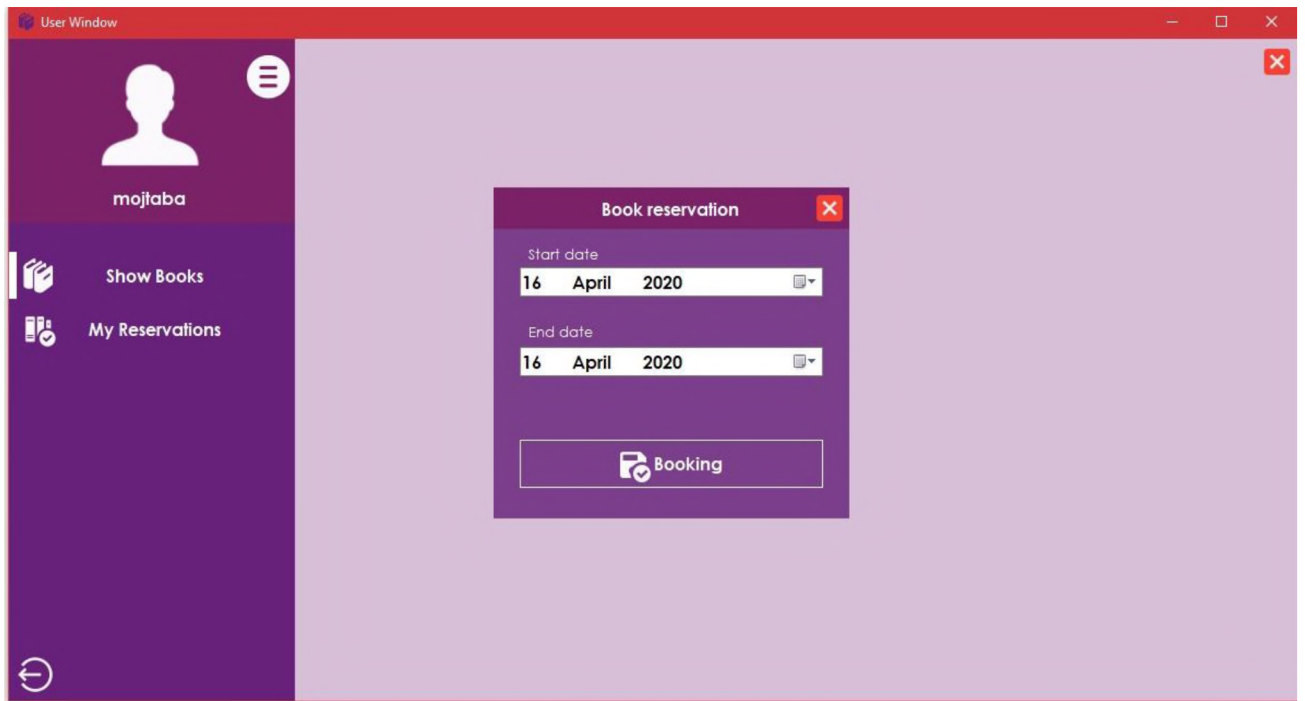 User Window
mojtaba
Show Books
My Reservations
Book reservation
Start date
16 April 2020
End date
16 April 2020
Booking